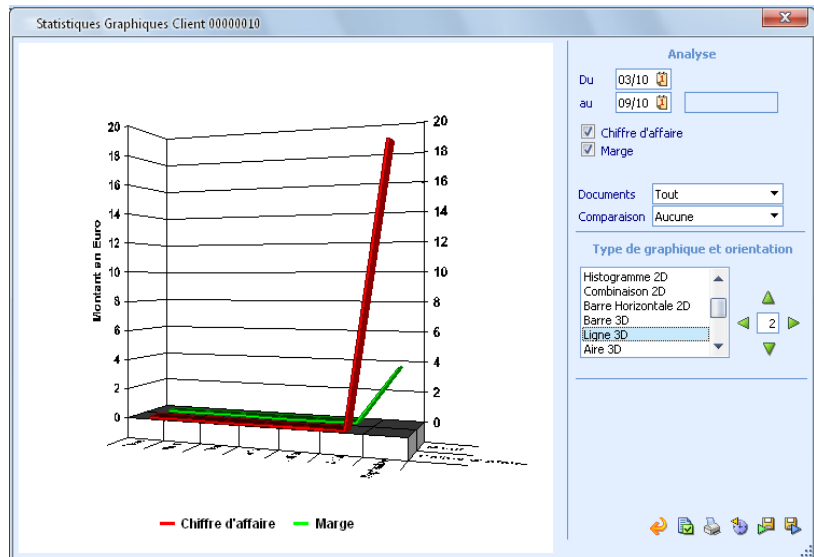 Statistiques Graphiques Client 00000010
x
Analyse
Du 03/10
au 09/10
Chiffre d'affaire
Marge
Documents Tout
Comparaison Aucune
Type de graphique et orientation
Histogramme 2D
Combinaison 2D
Barre Horizontale 2D
Barre 3D
Ligne 3D
Aire 3D
2
Montant en Euro
20
18
16
14
12
10
8
6
4
2
0
20
18
16
14
12
10
8
6
4
2
0
Chiffre d'affaire Marge